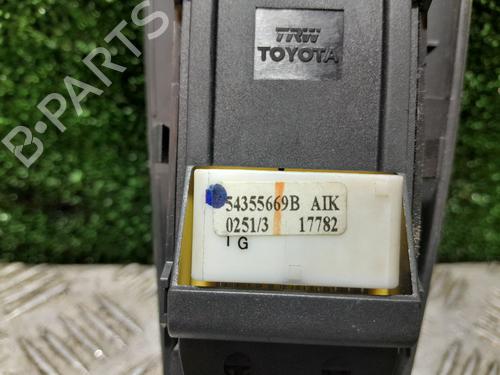 TRW
TOYOTA
B-PARTS
54355669B AIK
0251/3 17782
I G